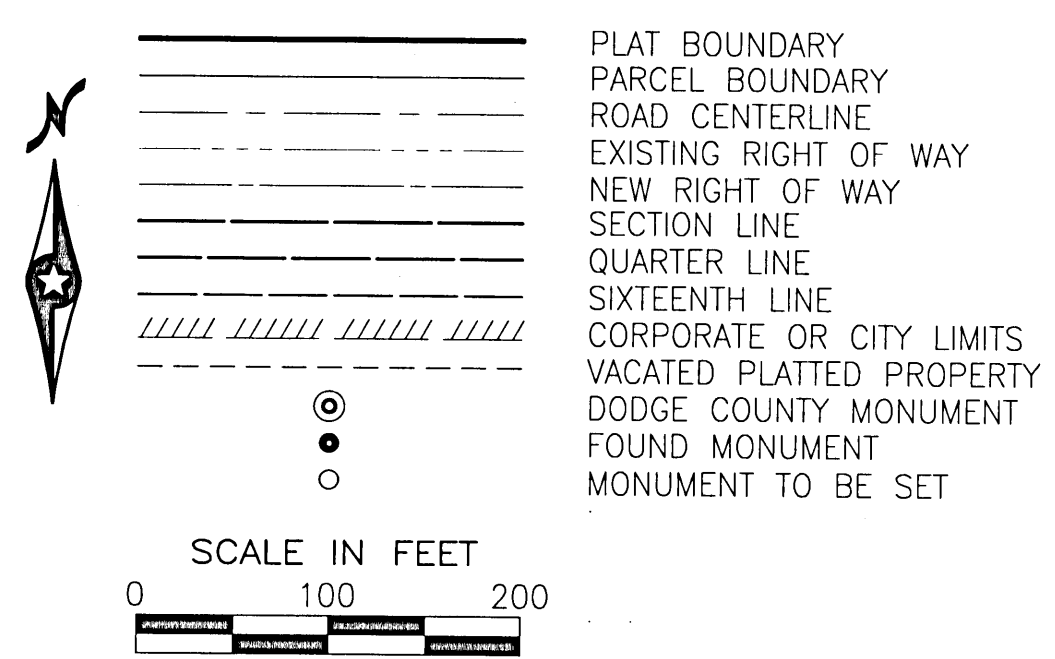 N
PLAT BOUNDARY
PARCEL BOUNDARY
ROAD CENTERLINE
EXISTING RIGHT OF WAY
NEW RIGHT OF WAY
SECTION LINE
QUARTER LINE
SIXTEENTH LINE
CORPORATE OR CITY LIMITS
VACATED PLATTED PROPERTY
DODGE COUNTY MONUMENT
FOUND MONUMENT
MONUMENT TO BE SET
SCALE IN FEET
0 100 200